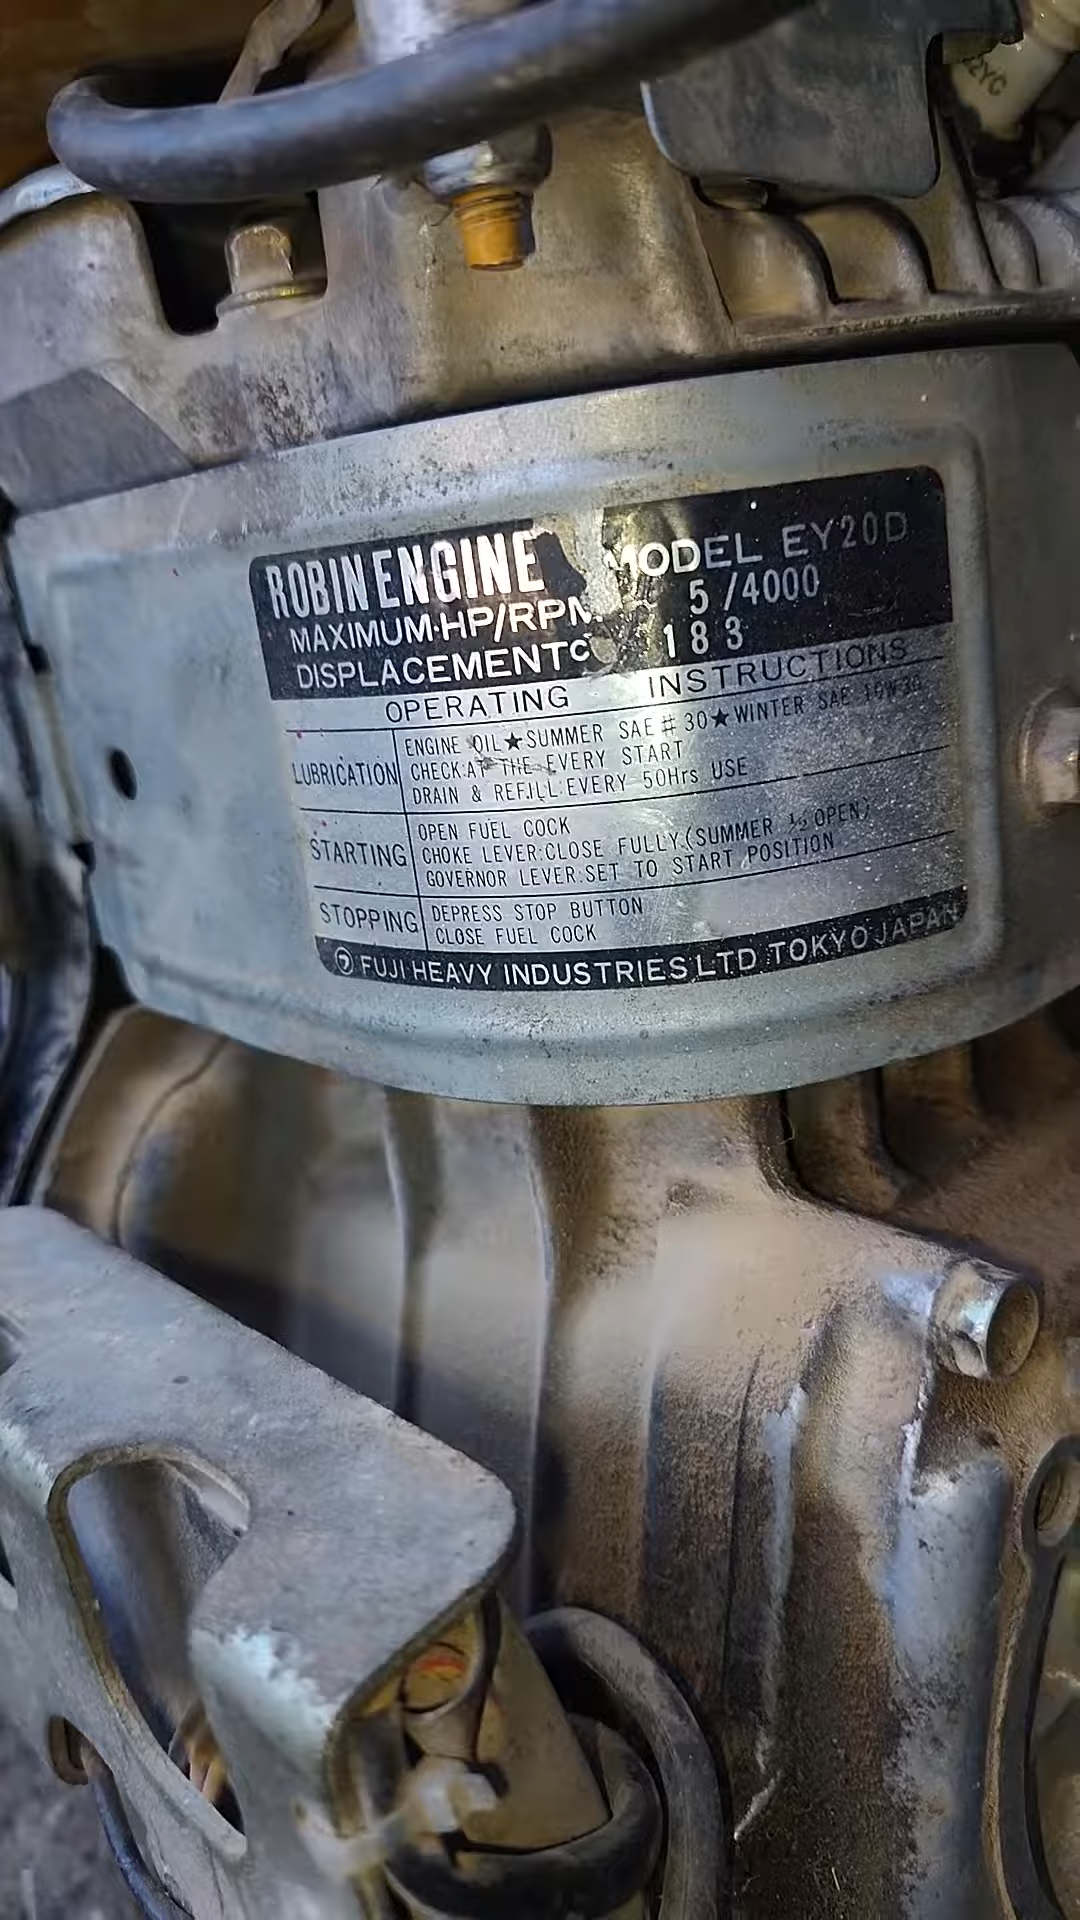 ROBIN ENGINE MODEL EY20D
MAXIMUM·HP/RPM 5/4000
DISPLACEMENT 183
OPERATING INSTRUCTIONS
LUBRICATION
ENGINE OIL★SUMMER SAE#30★WINTER SAE 10W30
CHECK AT THE EVERY START
DRAIN & REFILL:EVERY 50Hrs USE
STARTING
OPEN FUEL COCK
CHOKE LEVER:CLOSE FULLY(SUMMER ½ OPEN)
GOVERNOR LEVER:SET TO START POSITION
STOPPING
DEPRESS STOP BUTTON
CLOSE FUEL COCK
FUJI HEAVY INDUSTRIES LTD TOKYO JAPAN